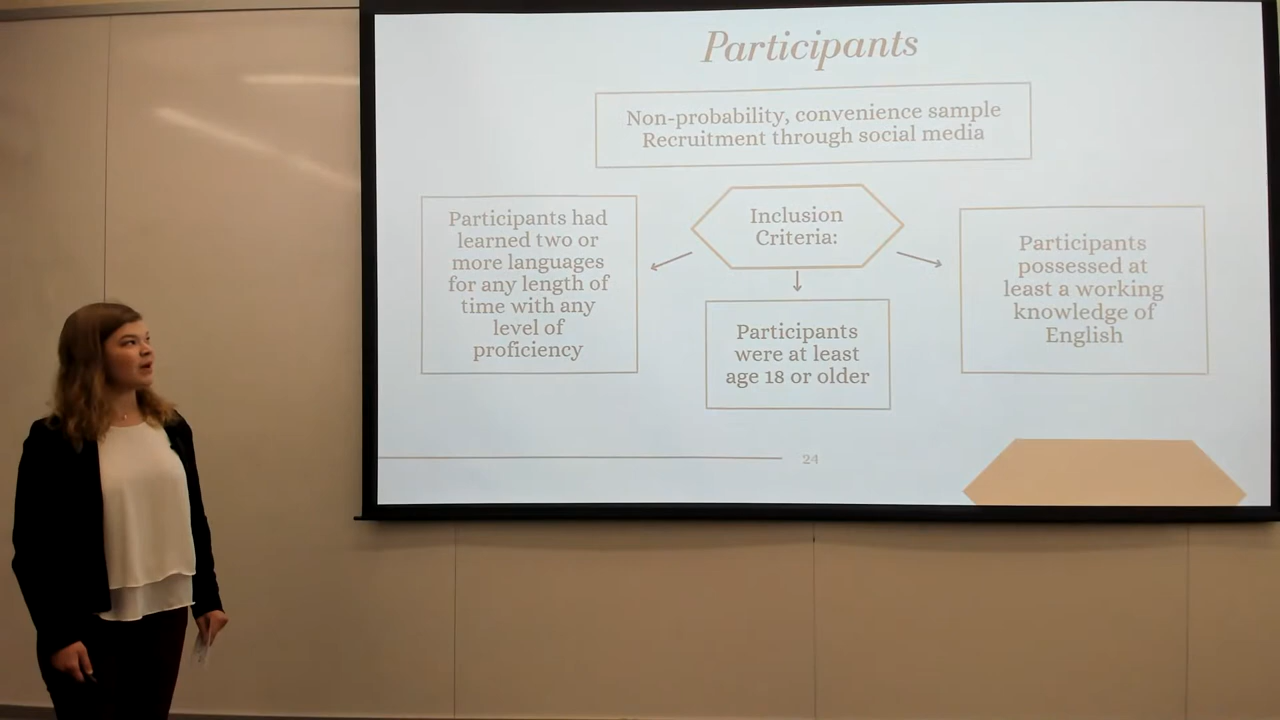 Participants
Non-probability, convenience sample
Recruitment through social media
Inclusion
Criteria:
Participants had
learned two or
more languages
for any length of
time with any
level of
proficiency
Participants
were at least
age 18 or older
Participants
possessed at
least a working
knowledge of
English
24